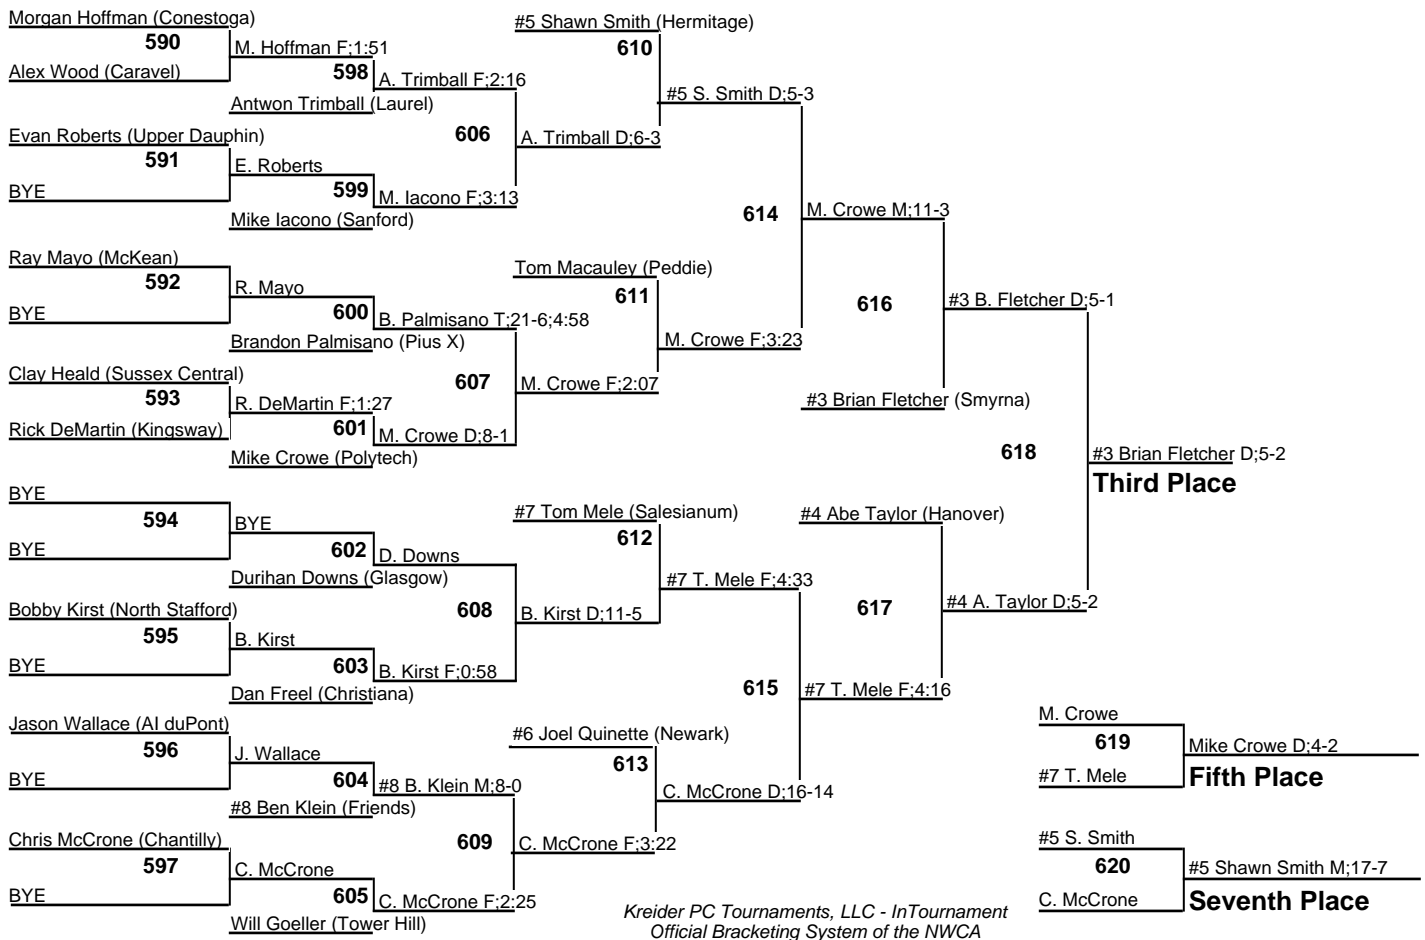 Morgan Hoffman (Conestoga)
590
Alex Wood (Caravel)
M. Hoffman F;1:51
598
Antwon Trimball (Laurel)
A. Trimball F;2:16
Evan Roberts (Upper Dauphin)
591
BYE
E. Roberts
599
Mike Iacono (Sanford)
M. Iacono F;3:13
606
A. Trimball D;6-3
#5 Shawn Smith (Hermitage)
610
#5 S. Smith D;5-3
Ray Mayo (McKean)
592
BYE
R. Mayo
600
Brandon Palmisano (Pius X)
B. Palmisano T;21-6;4:58
Clay Heald (Sussex Central)
593
Rick DeMartin (Kingsway)
R. DeMartin F;1:27
601
Mike Crowe (Polytech)
M. Crowe D;8-1
607
M. Crowe F;2:07
Tom Macauley (Peddie)
611
M. Crowe F;3:23
614
M. Crowe M;11-3
616
#3 Brian Fletcher (Smyrna)
#3 B. Fletcher D;5-1
BYE
594
BYE
BYE
602
Durihan Downs (Glasgow)
D. Downs
Bobby Kirst (North Stafford)
595
BYE
B. Kirst
603
Dan Freel (Christiana)
B. Kirst F;0:58
608
B. Kirst D;11-5
#7 Tom Mele (Salesianum)
612
#7 T. Mele F;4:33
Jason Wallace (AI duPont)
596
BYE
J. Wallace
604
#8 Ben Klein (Friends)
#8 B. Klein M;8-0
Chris McCrone (Chantilly)
597
BYE
C. McCrone
605
Will Goeller (Tower Hill)
C. McCrone F;2:25
609
C. McCrone F;3:22
#6 Joel Quinette (Newark)
613
C. McCrone D;16-14
615
#7 T. Mele F;4:16
#4 Abe Taylor (Hanover)
617
#4 A. Taylor D;5-2
618
#3 Brian Fletcher D;5-2
Third Place
M. Crowe
619
#7 T. Mele
Mike Crowe D;4-2
Fifth Place
#5 S. Smith
620
C. McCrone
#5 Shawn Smith M;17-7
Seventh Place
Kreider PC Tournaments, LLC - InTournament
Official Bracketing System of the NWCA